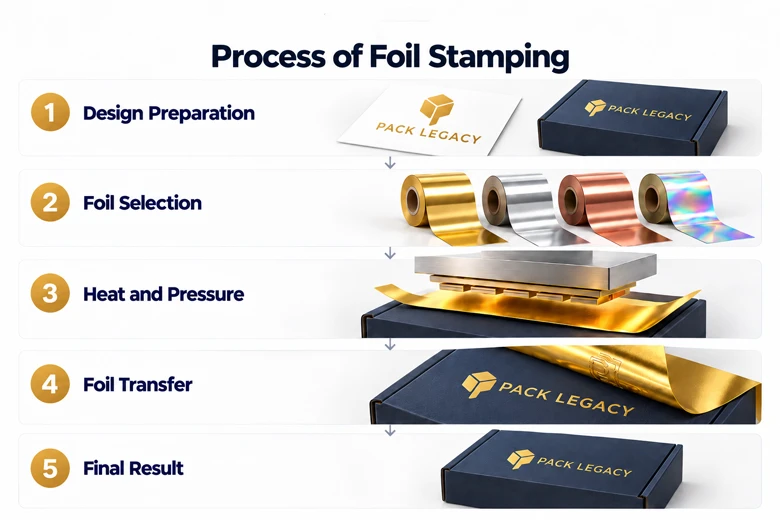 Process of Foil Stamping
1 Design Preparation
PACK LEGACY
PACK LEGACY
2 Foil Selection
3 Heat and Pressure
4 Foil Transfer
PACK LEGACY
5 Final Result
PACK LEGACY